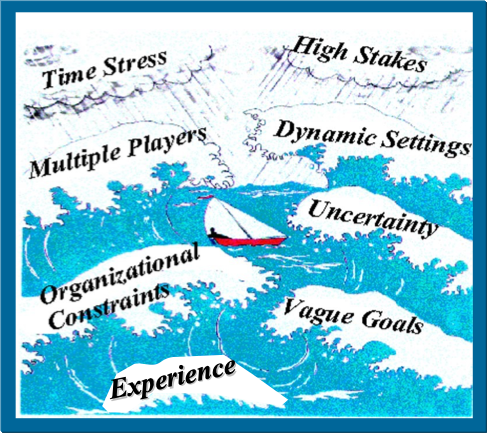 Time Stress
High Stakes
Multiple Players
Dynamic Settings
Uncertainty
Organizational
Constraints
Vague Goals
Experience